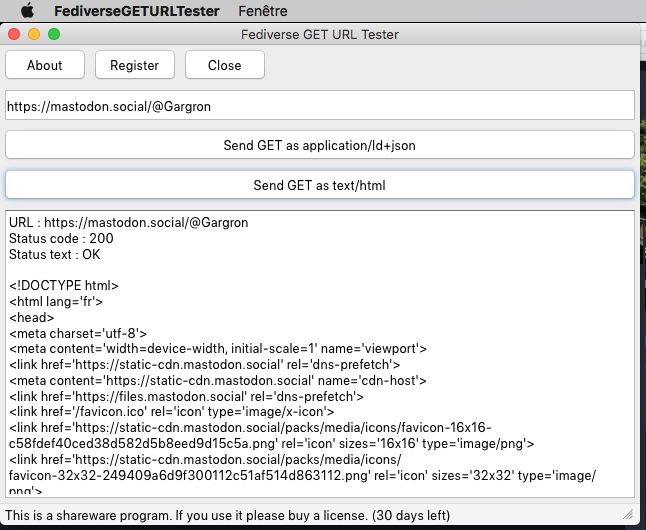 FediverseGETURLTester Fenêtre
Fediverse GET URL Tester
About Register Close
https://mastodon.social/@Gargron
Send GET as application/ld+json
Send GET as text/html
URL : https://mastodon.social/@Gargron
Status code : 200
Status text : OK
<!DOCTYPE html>
<html lang='fr'>
<head>
<meta charset='utf-8'>
<meta content='width=device-width, initial-scale=1' name='viewport'>
<link href='https://static-cdn.mastodon.social' rel='dns-prefetch'>
<meta content='https://static-cdn.mastodon.social' name='cdn-host'>
<link href='https://files.mastodon.social' rel='dns-prefetch'>
<link href='/favicon.ico' rel='icon' type='image/x-icon'>
<link href='https://static-cdn.mastodon.social/packs/media/icons/favicon-16x16-
c58fdef40ced38d582d5b8eed9d15c5a.png' rel='icon' sizes='16x16' type='image/png'>
<link href='https://static-cdn.mastodon.social/packs/media/icons/
favicon-32x32-249409a6d9f300112c51af514d863112.png' rel='icon' sizes='32x32' type='image/
png'>
This is a shareware program. If you use it please buy a license. (30 days left)